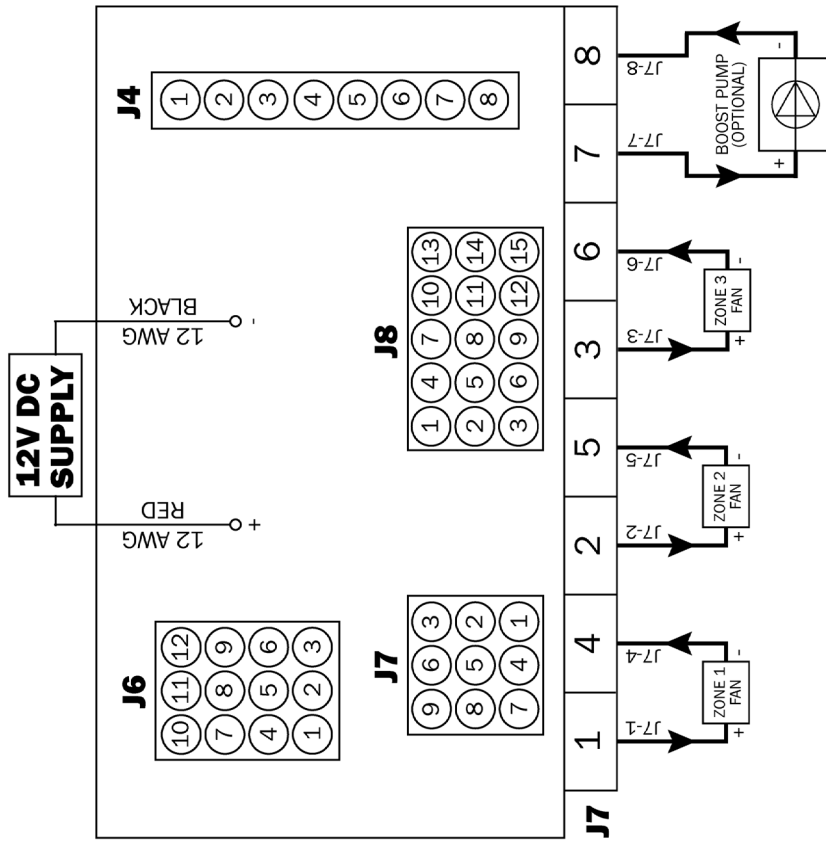 12V DC
SUPPLY
12 AWG
RED
+
12 AWG
BLACK
-
J4
1
2
3
4
5
6
7
8
J6
10 11 12
7 8 9
4 5 6
1 2 3
J7
9 6 3
8 5 2
7 4 1
J8
1 4 7 10 13
2 5 8 11 14
3 6 9 12 15
J7
1 4 2 5 3 6 7 8
J7-1
J7-4
J7-2
J7-5
J7-3
J7-6
J7-7
J7-8
+ -
ZONE 1
FAN
+ -
ZONE 2
FAN
+ -
ZONE 3
FAN
BOOST PUMP
(OPTIONAL)
+ -